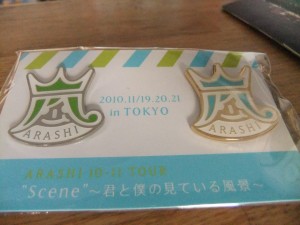 嵐
ARASHI
嵐
ARASHI
2010.11/19.20.21
in TOKYO
ARASHI 10-11 TOUR
"Scene"~君と僕の見ている風景~